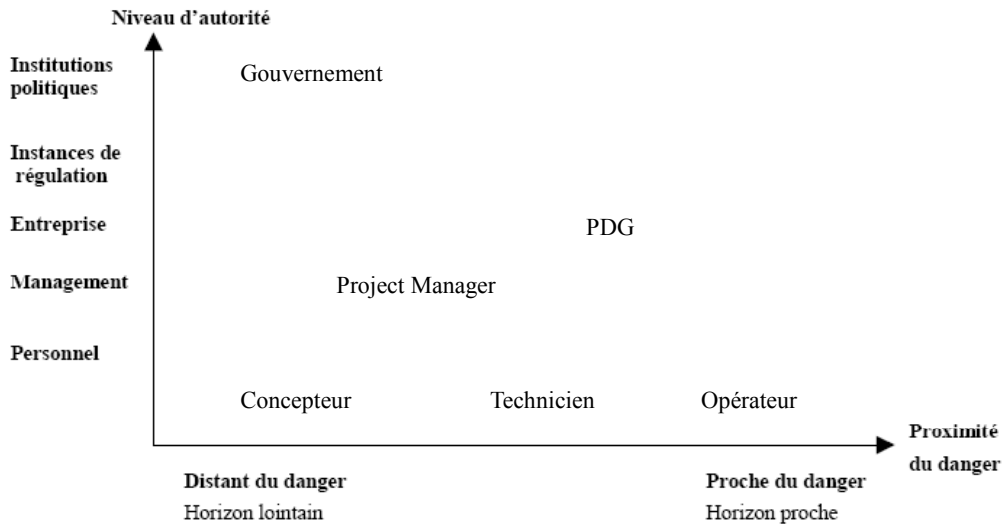 Niveau d'autorité
Institutions
politiques
Gouvernement
Instances de
régulation
Entreprise
PDG
Management
Project Manager
Personnel
Concepteur
Technicien
Opérateur
Proximité
du danger
Distant du danger
Horizon lointain
Proche du danger
Horizon proche